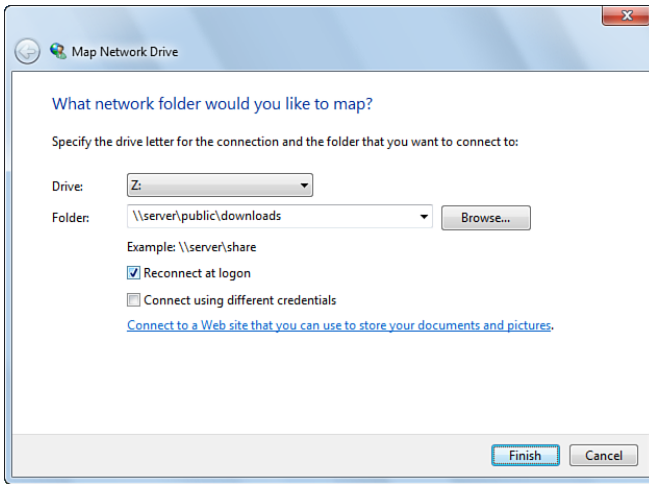 Map Network Drive
What network folder would you like to map?
Specify the drive letter for the connection and the folder that you want to connect to:
Drive: Z:
Folder: \\server\public\downloads Browse...
Example: \\server\share
Reconnect at logon
Connect using different credentials
Connect to a Web site that you can use to store your documents and pictures.
Finish Cancel